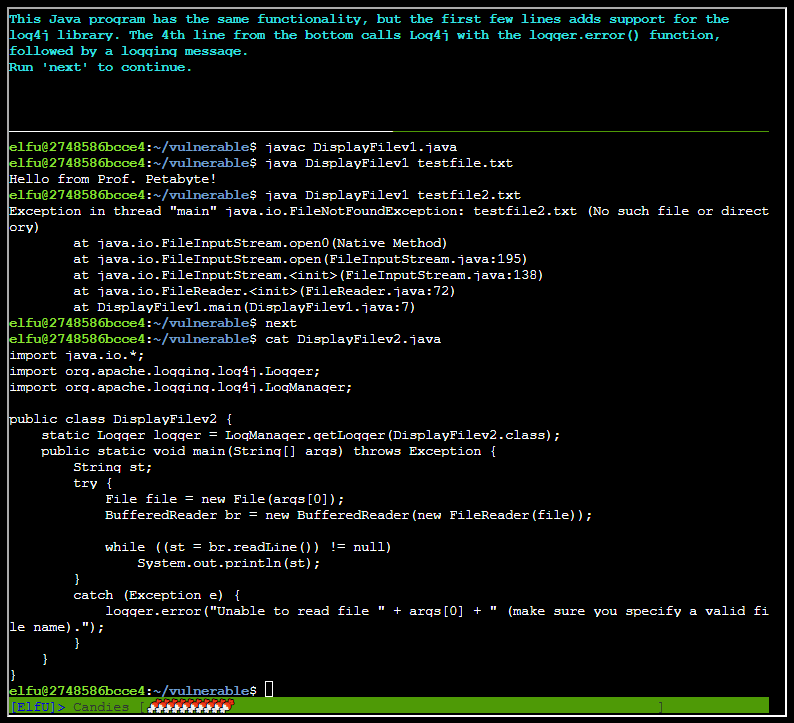 This Java program has the same functionality, but the first few lines adds support for the
log4j library. The 4th line from the bottom calls Log4j with the logger.error() function,
followed by a logging message.
Run 'next' to continue.
elfu@2748586bcce4:~/vulnerable$ javac DisplayFilev1.java
elfu@2748586bcce4:~/vulnerable$ java DisplayFilev1 testfile.txt
Hello from Prof. Petabyte!
elfu@2748586bcce4:~/vulnerable$ java DisplayFilev1 testfile2.txt
Exception in thread "main" java.io.FileNotFoundException: testfile2.txt (No such file or direct
ory)
        at java.io.FileInputStream.open0(Native Method)
        at java.io.FileInputStream.open(FileInputStream.java:195)
        at java.io.FileInputStream.<init>(FileInputStream.java:138)
        at java.io.FileReader.<init>(FileReader.java:72)
        at DisplayFilev1.main(DisplayFilev1.java:7)
elfu@2748586bcce4:~/vulnerable$ next
elfu@2748586bcce4:~/vulnerable$ cat DisplayFilev2.java
import java.io.*;
import org.apache.logging.log4j.Logger;
import org.apache.logging.log4j.LogManager;

public class DisplayFilev2 {
    static Logger logger = LogManager.getLogger(DisplayFilev2.class);
    public static void main(String[] args) throws Exception {
        String st;
        try {
            File file = new File(args[0]);
            BufferedReader br = new BufferedReader(new FileReader(file));

            while ((st = br.readLine()) != null)
                System.out.println(st);
        }
        catch (Exception e) {
            logger.error("Unable to read file " + args[0] + " (make sure you specify a valid fi
le name).");
        }
    }
}
elfu@2748586bcce4:~/vulnerable$
[ElfU]> Candies [ ]